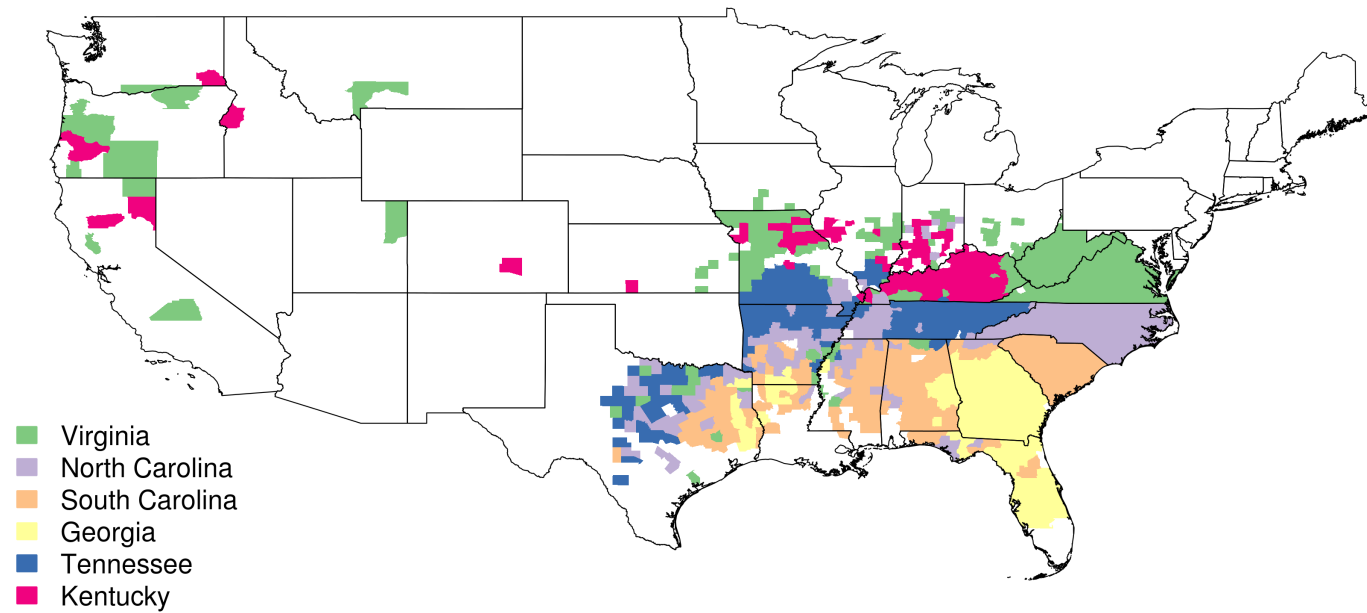 Virginia
North Carolina
South Carolina
Georgia
Tennessee
Kentucky